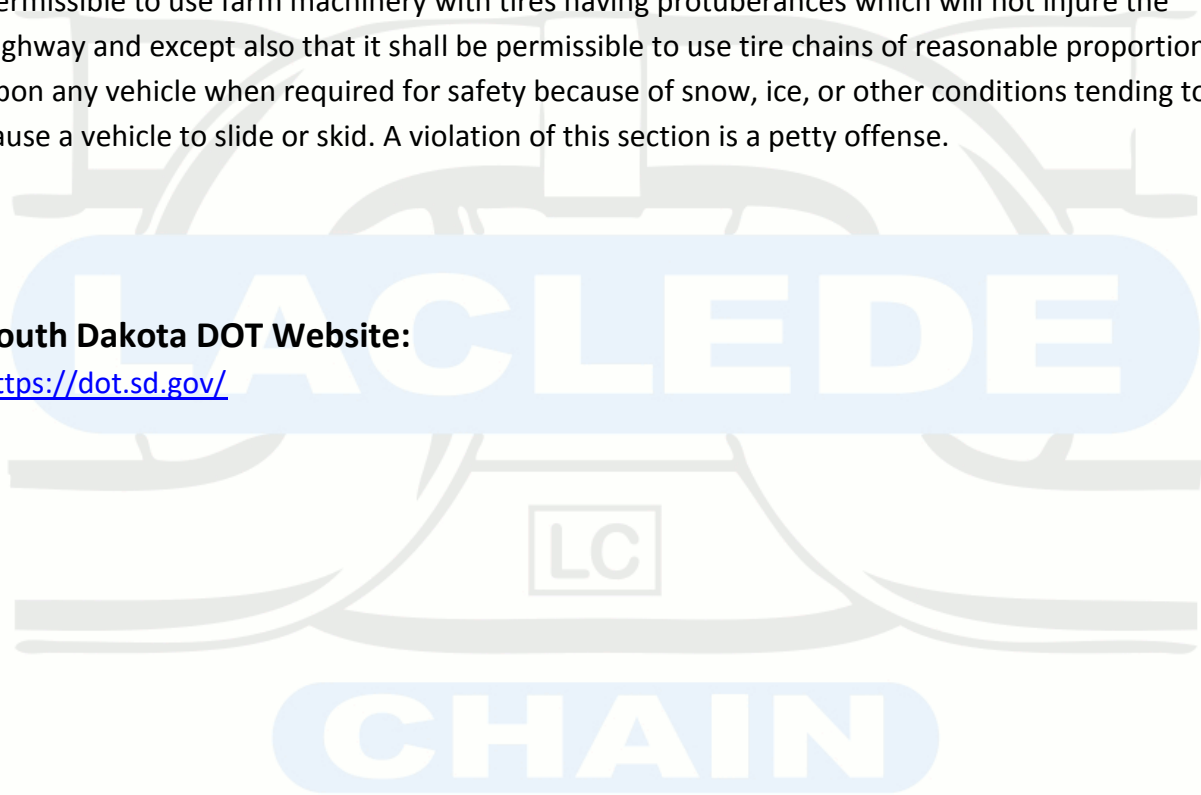 ermissible to use farm machinery with tires having protuberances which will not injure the
ghway and except also that it shall be permissible to use tire chains of reasonable proportion
pon any vehicle when required for safety because of snow, ice, or other conditions tending to
ause a vehicle to slide or skid. A violation of this section is a petty offense.
LACLEDE
outh Dakota DOT Website:
ttps://dot.sd.gov/
LC
CHAIN